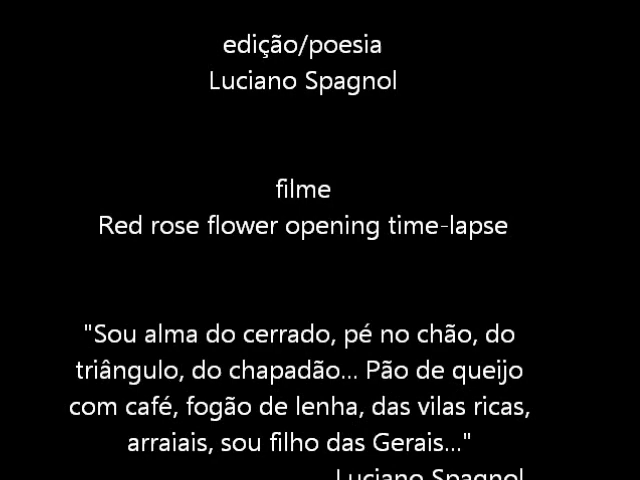 edição/poesia
Luciano Spagnol
filme
Red rose flower opening time-lapse
"Sou alma do cerrado, pé no chão, do
triângulo, do chapadão... Pão de queijo
com café, fogão de lenha, das vilas ricas,
arraiais, sou filho das Gerais..."
Luciano Spagnol